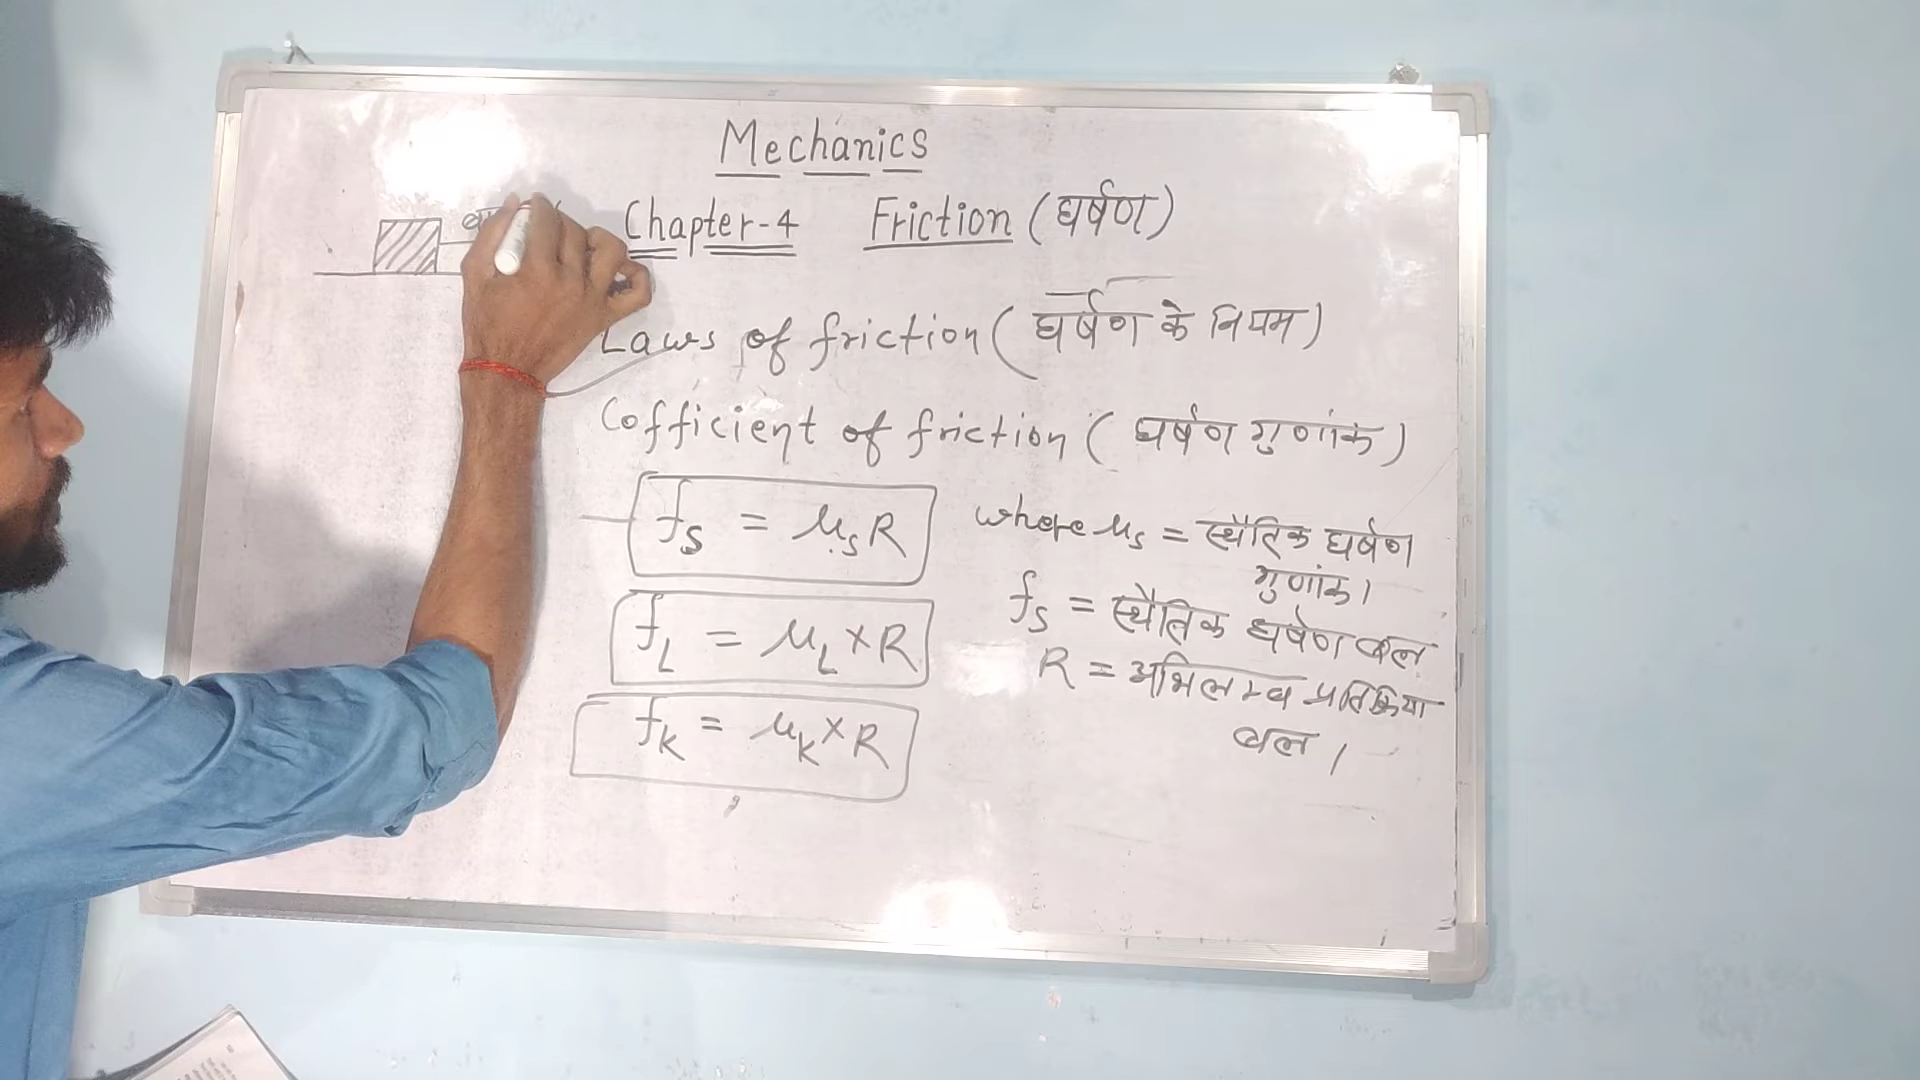 Mechanics
Chapter-4 Friction (घर्षण)
Laws of friction (घर्षण के नियम)
Cofficient of friction (घर्षण गुणांक)
fs = μsR
where μs = स्थैतिक घर्षण
गुणांक।
fs = स्थैतिक घर्षण बल
R = अभिलम्ब प्रतिक्रिया
बल।
fL = μL×R
fK = μK×R